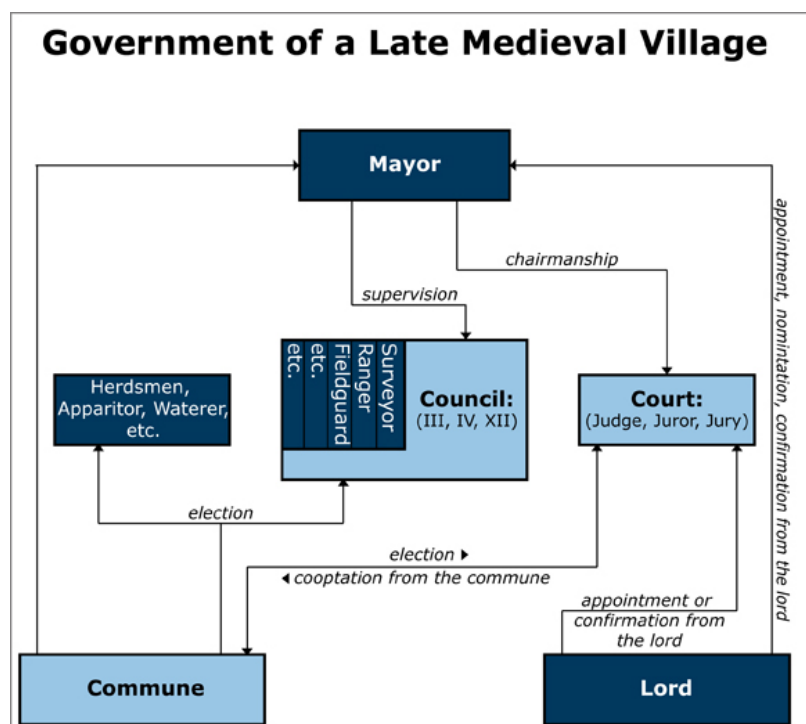 Government of a Late Medieval Village
Mayor
chairmanship
supervision
appointment, nomintation, confirmation from the lord
etc.
etc.
Fieldguard
Ranger
Surveyor
Council:
(III, IV, XII)
Herdsmen,
Apparitor, Waterer,
etc.
Court:
(Judge, Juror, Jury)
election
election ▸
◂ cooptation from the commune
appointment or
confirmation from
the lord
Commune
Lord